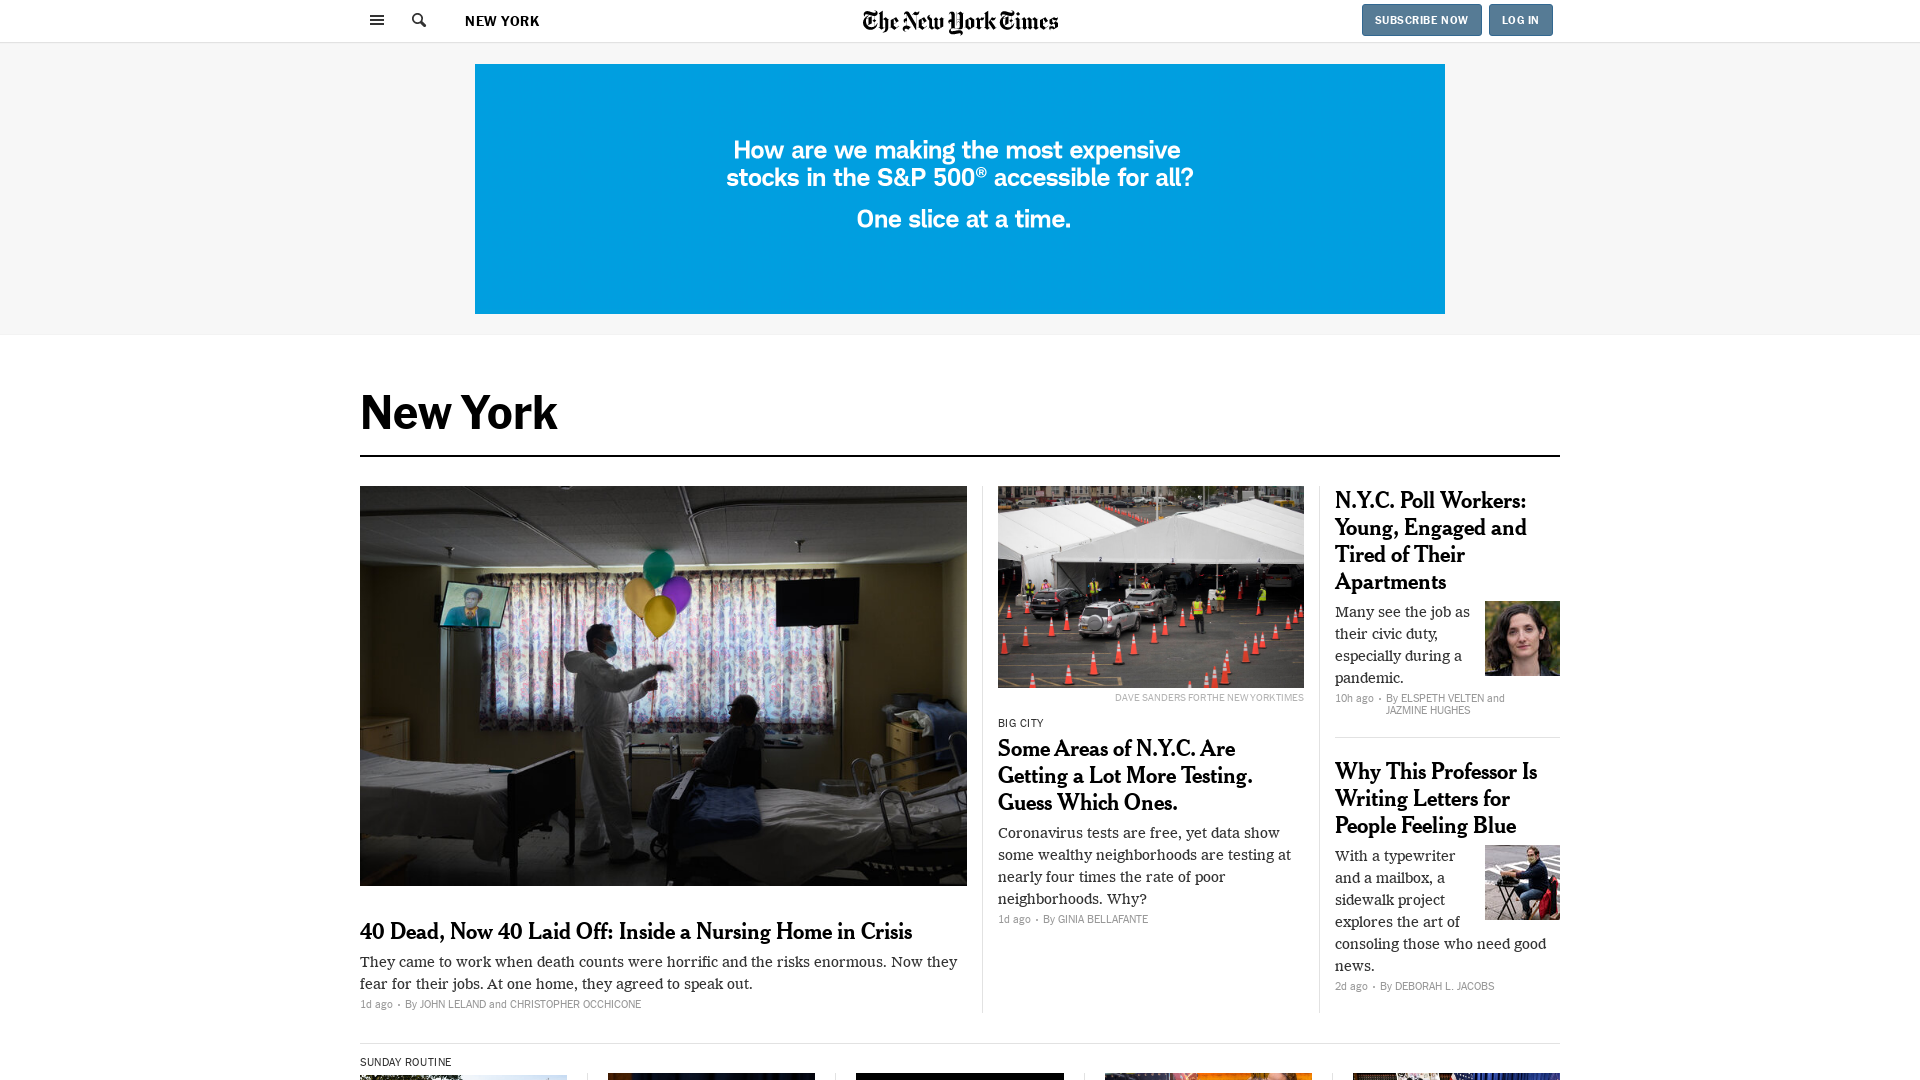 NEW YORK
The New York Times
SUBSCRIBE NOW
LOG IN
How are we making the most expensive
stocks in the S&P 500® accessible for all?
One slice at a time.
New York
40 Dead, Now 40 Laid Off: Inside a Nursing Home in Crisis
They came to work when death counts were horrific and the risks enormous. Now they
fear for their jobs. At one home, they agreed to speak out.
1d ago • By JOHN LELAND and CHRISTOPHER OCCHICONE
DAVE SANDERS FORTHE NEW YORKTIMES
BIG CITY
Some Areas of N.Y.C. Are
Getting a Lot More Testing.
Guess Which Ones.
Coronavirus tests are free, yet data show
some wealthy neighborhoods are testing at
nearly four times the rate of poor
neighborhoods. Why?
1d ago • By GINIA BELLAFANTE
N.Y.C. Poll Workers:
Young, Engaged and
Tired of Their
Apartments
Many see the job as
their civic duty,
especially during a
pandemic.
10h ago • By ELSPETH VELTEN and
JAZMINE HUGHES
Why This Professor Is
Writing Letters for
People Feeling Blue
With a typewriter
and a mailbox, a
sidewalk project
explores the art of
consoling those who need good
news.
2d ago • By DEBORAH L. JACOBS
SUNDAY ROUTINE